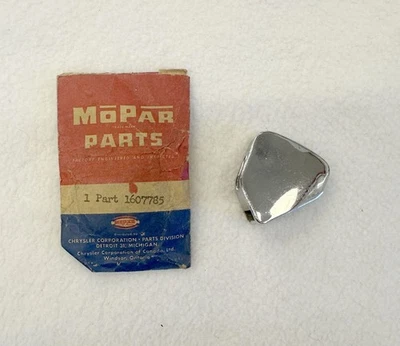 MOPAR
PARTS
1 Part 1607785
CHRYSLER CORPORATION - PARTS DIVISION
DETROIT 31, MICHIGAN
Chrysler Corporation of Canada, Ltd.
Windsor, Ontario